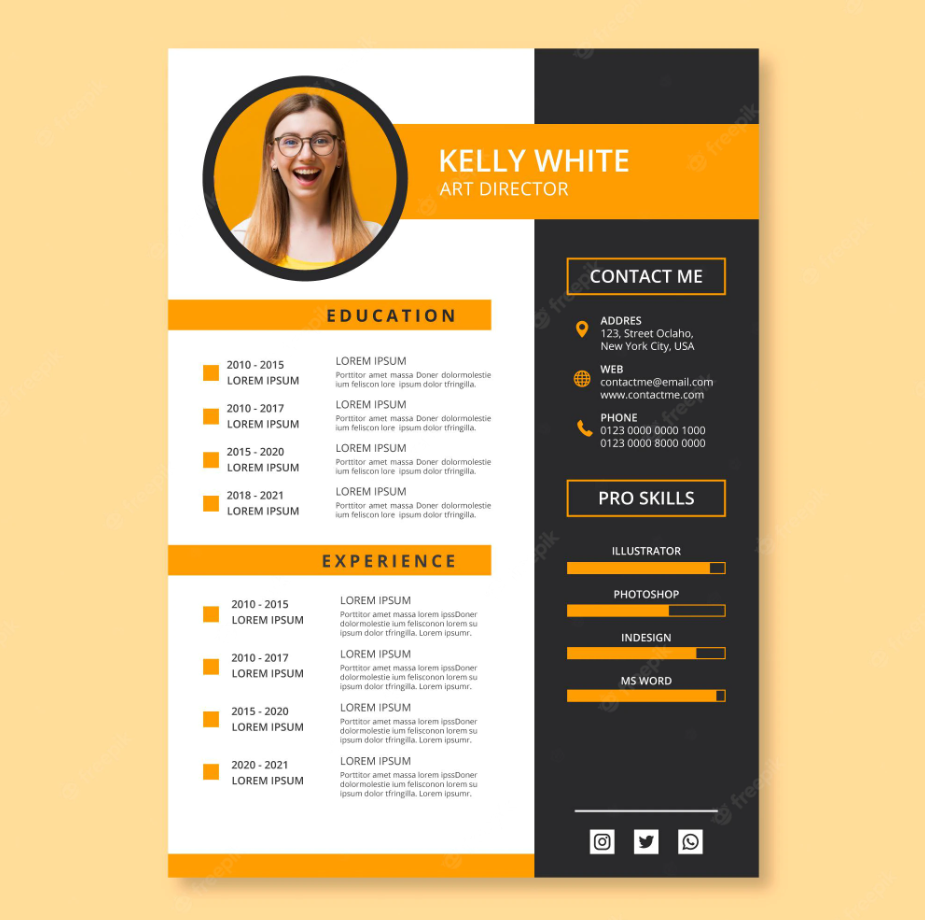 KELLY WHITE
ART DIRECTOR
EDUCATION
2010 - 2015
LOREM IPSUM
LOREM IPSUM
Porttitor amet massa Doner dolormolestie
ium feliscon lore ipsum dolor tfringilla.
2010 - 2017
LOREM IPSUM
LOREM IPSUM
Porttitor amet massa Doner dolormolestie
ium feliscon lore ipsum dolor tfringilla.
2015 - 2020
LOREM IPSUM
LOREM IPSUM
Porttitor amet massa Doner dolormolestie
ium feliscon lore ipsum dolor tfringilla.
2018 - 2021
LOREM IPSUM
LOREM IPSUM
Porttitor amet massa Doner dolormolestie
ium feliscon lore ipsum dolor tfringilla.
EXPERIENCE
2010 - 2015
LOREM IPSUM
LOREM IPSUM
Porttitor amet massa lorem ipssDoner
dolormolestie ium felisconon lorem su
ipsum dolor tfringilla. Lorem ipsumr.
2010 - 2017
LOREM IPSUM
LOREM IPSUM
Porttitor amet massa lorem ipssDoner
dolormolestie ium felisconon lorem su
ipsum dolor tfringilla. Lorem ipsumr.
2015 - 2020
LOREM IPSUM
LOREM IPSUM
Porttitor amet massa lorem ipssDoner
dolormolestie ium felisconon lorem su
ipsum dolor tfringilla. Lorem ipsumr.
2020 - 2021
LOREM IPSUM
LOREM IPSUM
Porttitor amet massa lorem ipssDoner
dolormolestie ium felisconon lorem su
ipsum dolor tfringilla. Lorem ipsumr.
CONTACT ME
ADDRES
123, Street Oclaho,
New York City, USA
WEB
contactme@email.com
www.contactme.com
PHONE
0123 0000 0000 1000
0123 0000 8000 0000
PRO SKILLS
ILLUSTRATOR
PHOTOSHOP
INDESIGN
MS WORD
freepik